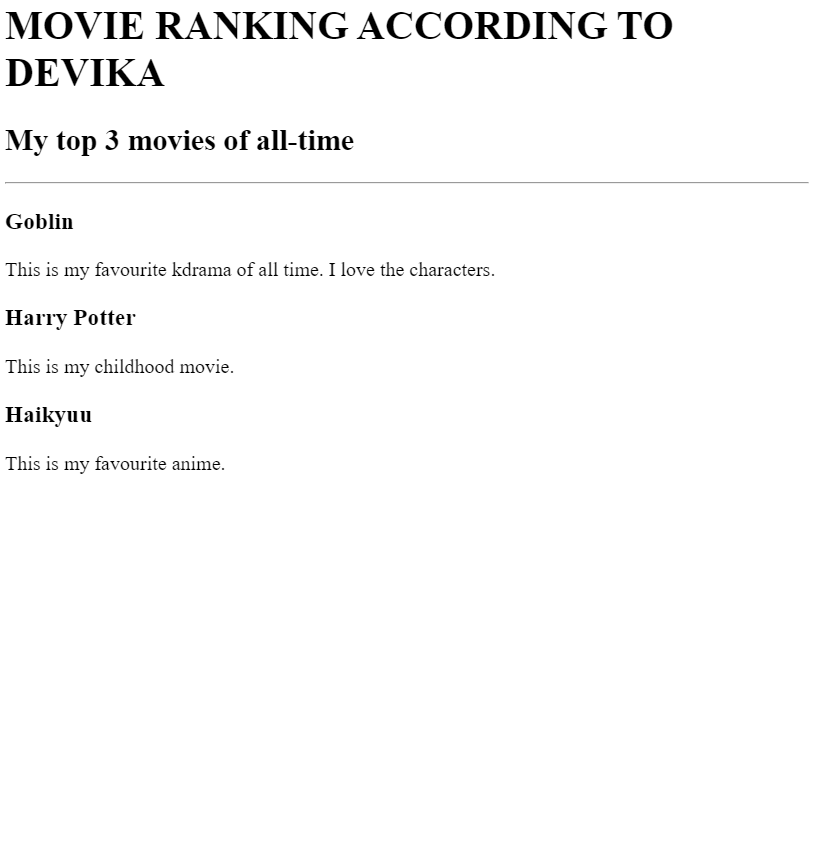 MOVIE RANKING ACCORDING TO
DEVIKA
My top 3 movies of all-time
Goblin
This is my favourite kdrama of all time. I love the characters.
Harry Potter
This is my childhood movie.
Haikyuu
This is my favourite anime.